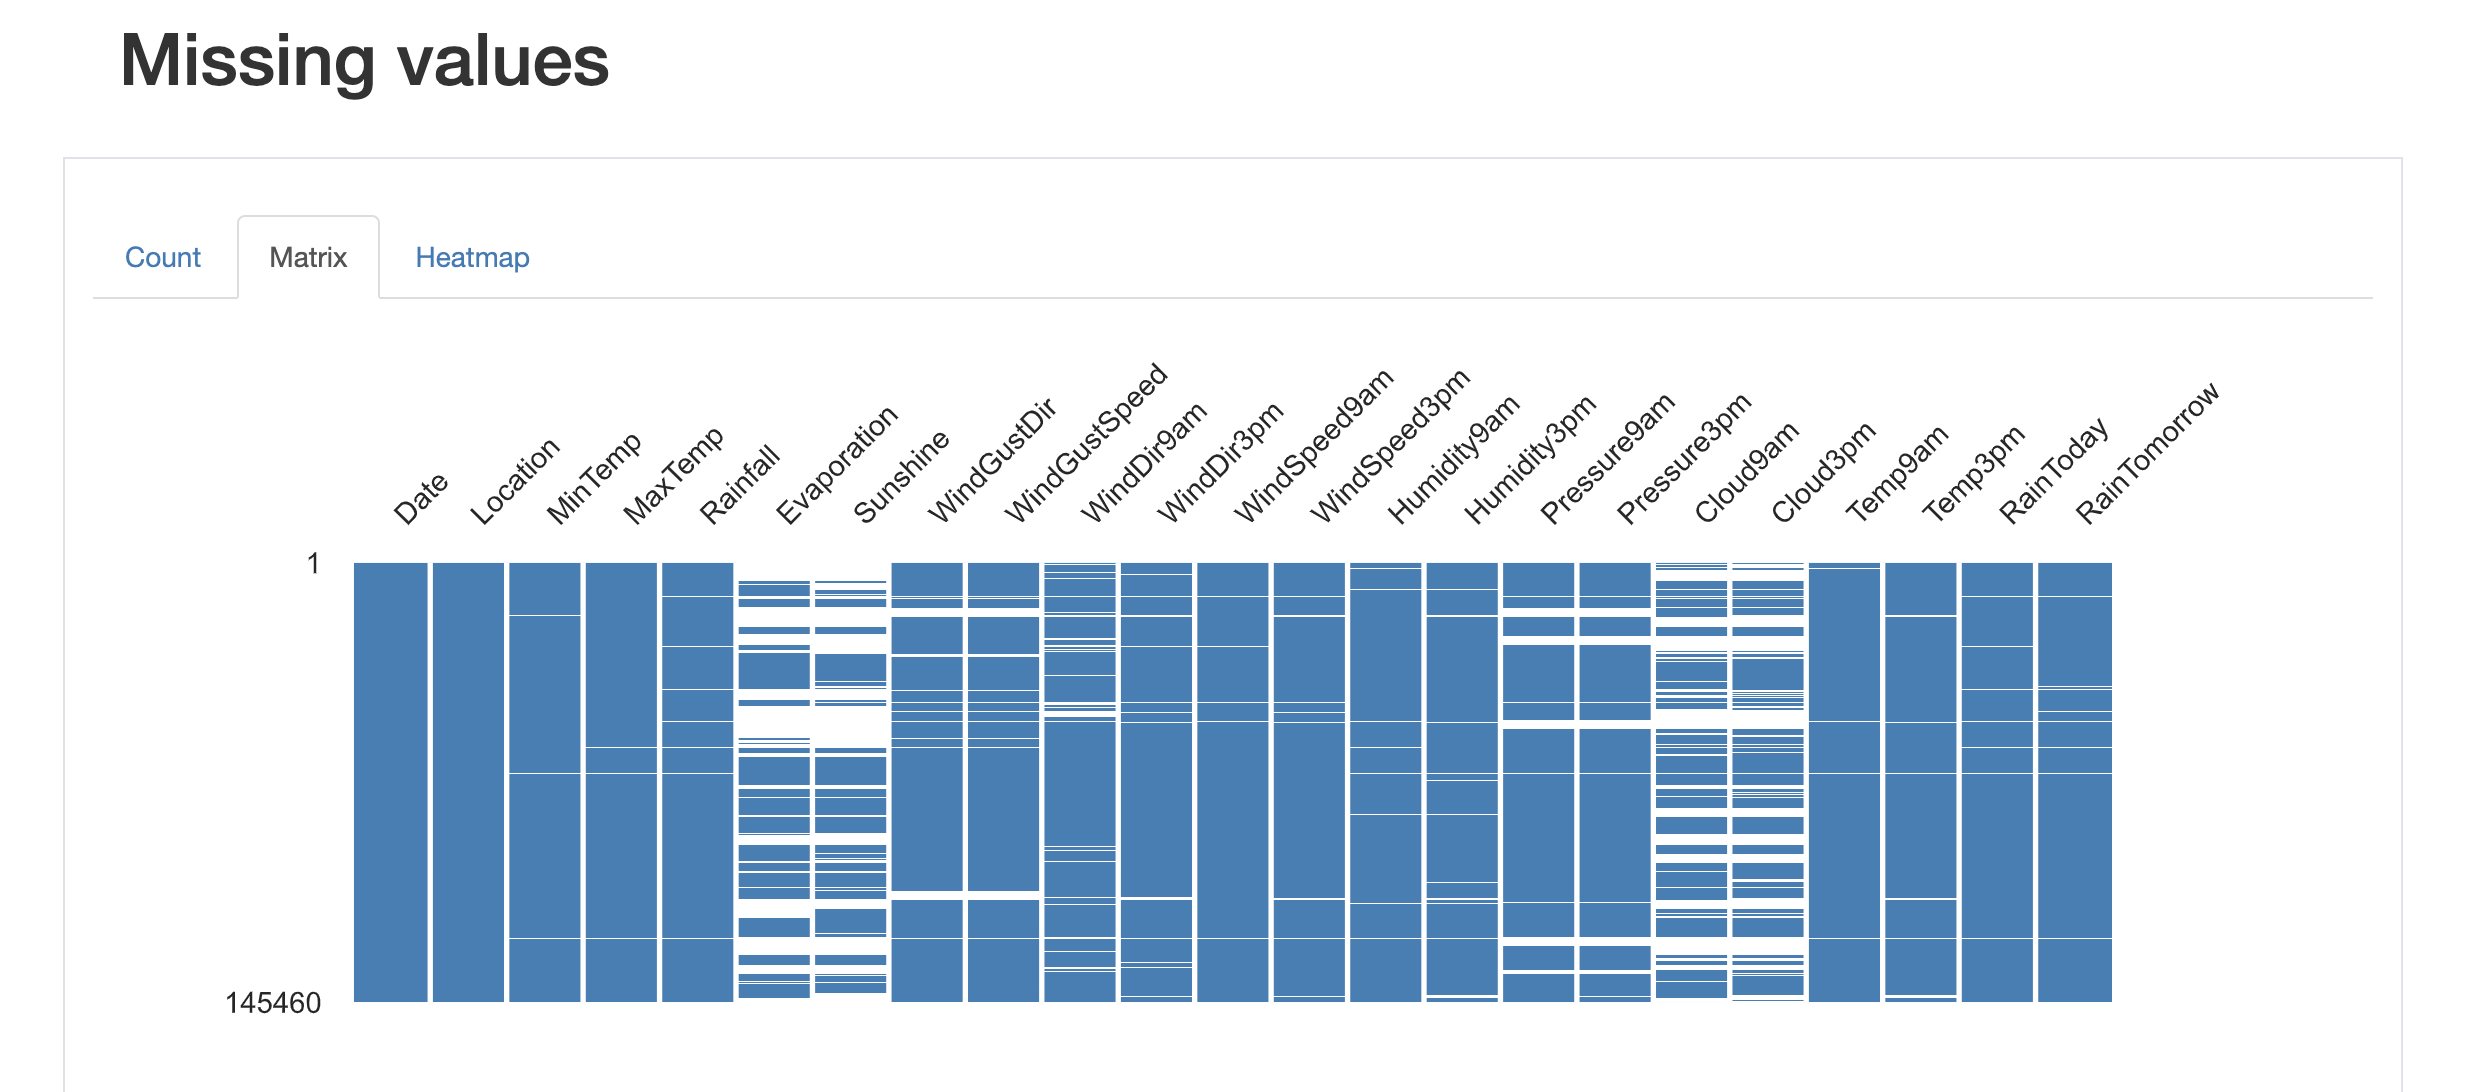 Missing values
Count Matrix Heatmap
Date Location MinTemp MaxTemp Rainfall Evaporation Sunshine WindGustDir WindGustSpeed WindDir9am WindDir3pm WindSpeed9am WindSpeed3pm Humidity9am Humidity3pm Pressure9am Pressure3pm Cloud9am Cloud3pm Temp9am Temp3pm RainToday RainTomorrow
1
145460